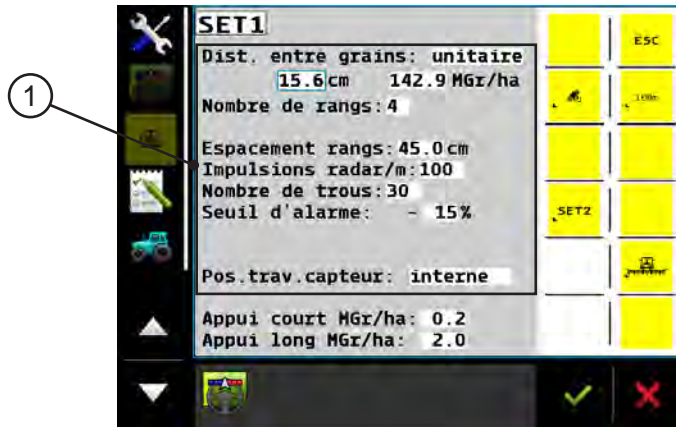 SET1
ESC
Dist. entre grains: unitaire
15.6 cm 142.9 MGr/ha
100m
Nombre de rangs: 4
1
Espacement rangs: 45.0 cm
Impulsions radar/m: 100
Nombre de trous: 30
Seuil d'alarme: - 15%
SET2
Pos.trav.capteur: interne
Appui court MGr/ha: 0.2
Appui long MGr/ha: 2.0